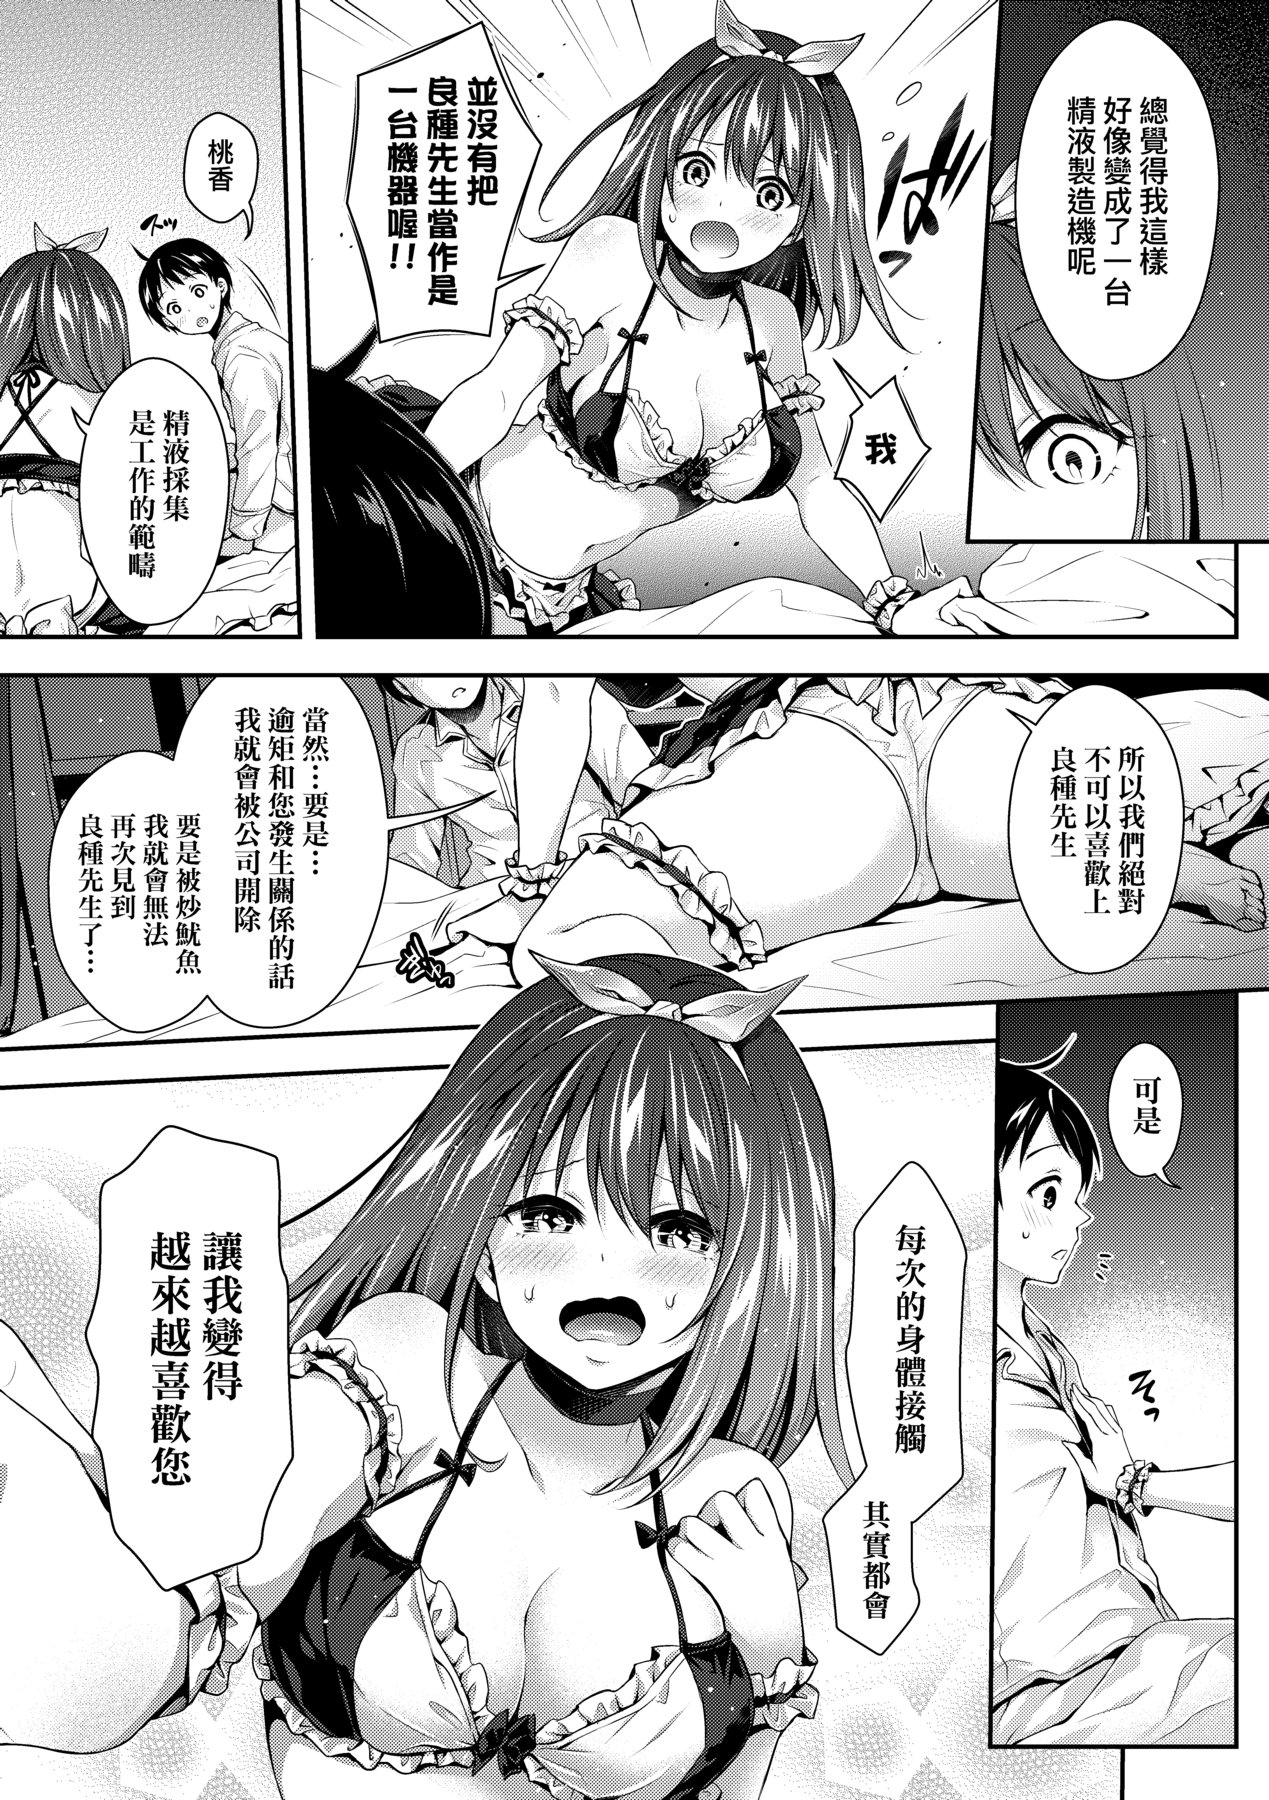 總覺得我這樣
好像變成了一台
精液製造機呢
我
並沒有把
良種先生當作是
一台機器喔!!
桃香
精液採集
是工作的範疇
所以我們絕對
不可以喜歡上
良種先生
當然…要是…
逾矩和您發生關係的話
我就會被公司開除
要是被炒魷魚
我就會無法
再次見到
良種先生了…
可是
每次的身體接觸
其實都會
讓我變得
越來越喜歡您